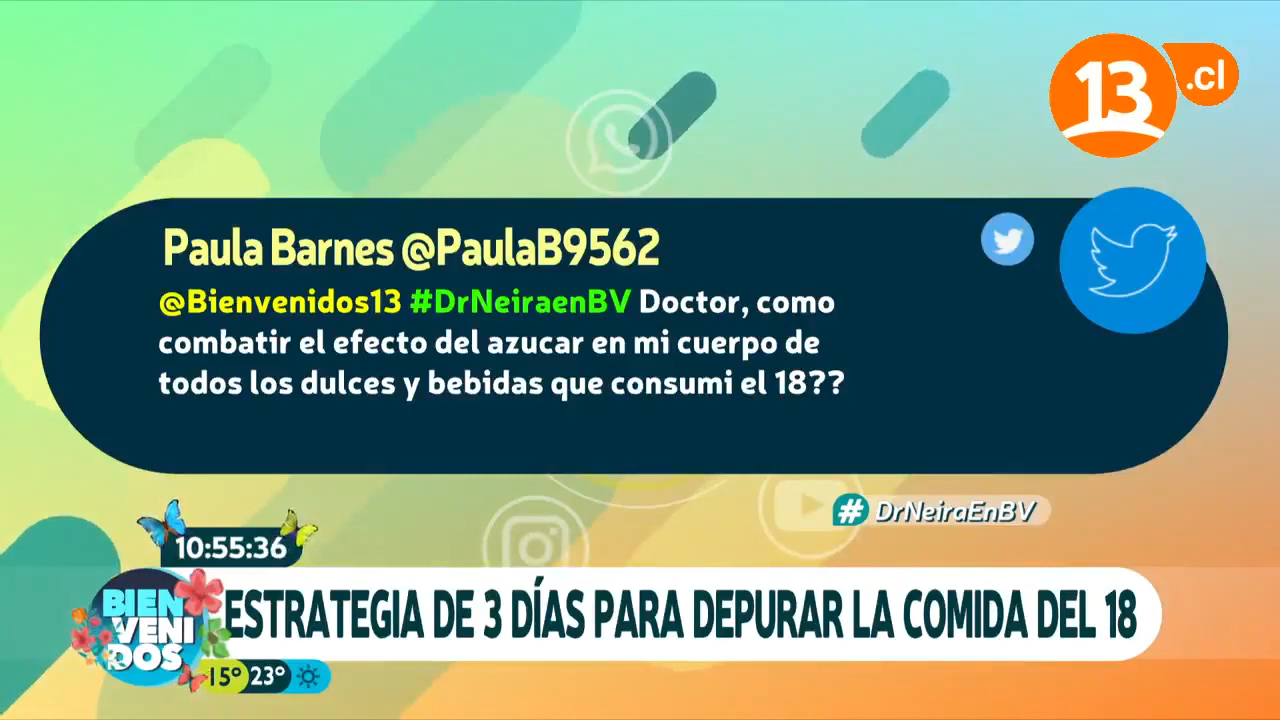 13.cl
Paula Barnes @PaulaB9562
@Bienvenidos13 #DrNeiraenBV Doctor, como
combatir el efecto del azucar en mi cuerpo de
todos los dulces y bebidas que consumi el 18??
# DrNeiraEnBV
10:55:36
BIEN
VENI
DOS
ESTRATEGIA DE 3 DÍAS PARA DEPURAR LA COMIDA DEL 18
15° 23°